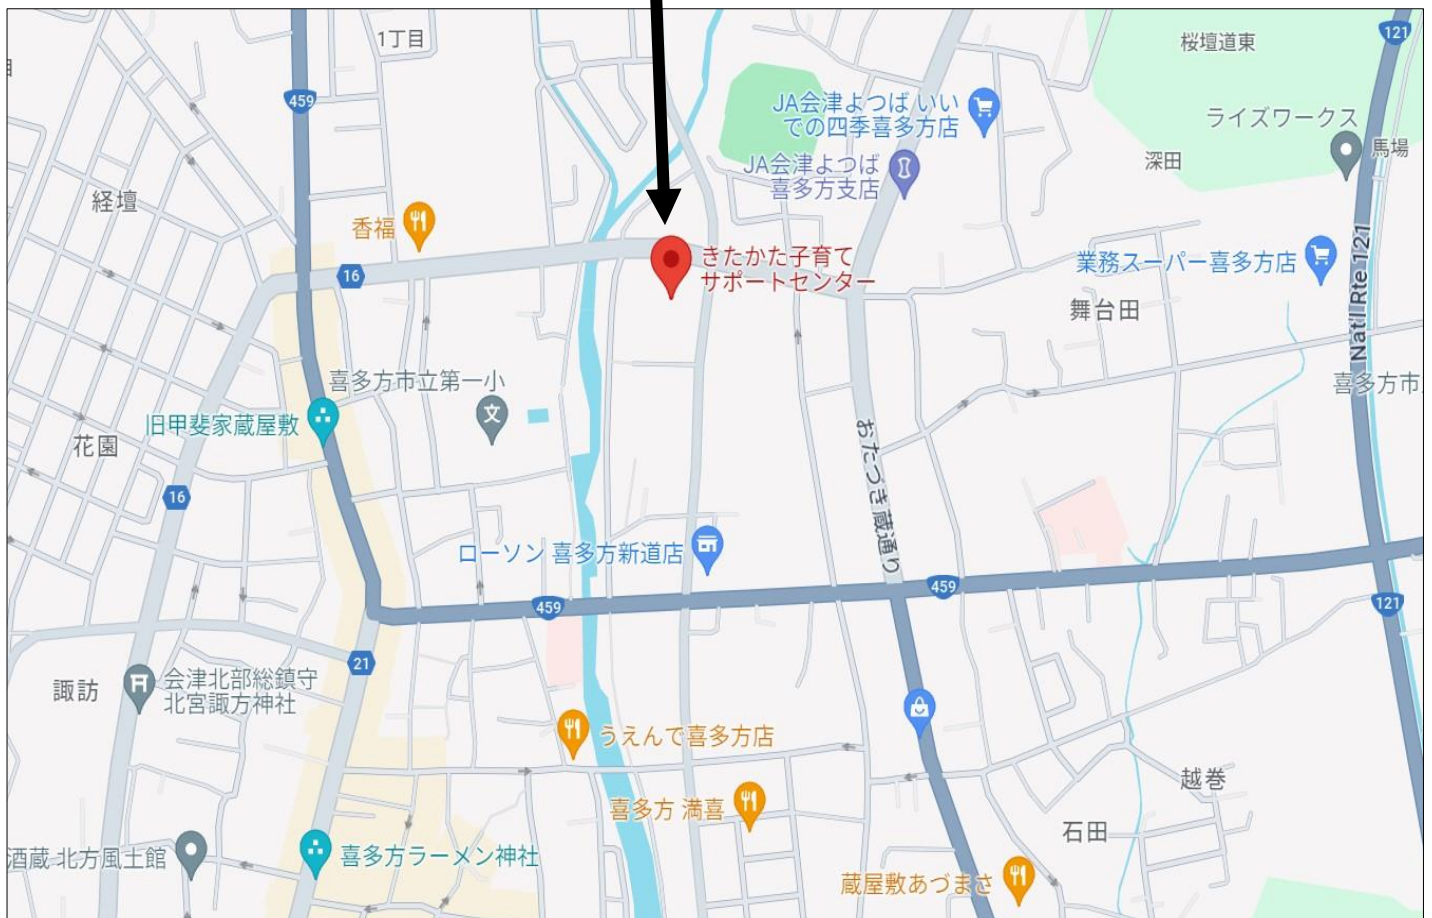 1丁目
121
桜壇道東
459
JA会津よつば いい
での四季喜多方店
ライズワークス
馬場
深田
JA会津よつば
喜多方支店
経壇
香福
きたかた子育て
サポートセンター
16
業務スーパー喜多方店
Nat'l Rte 121
舞台田
喜多方市立第一小
文
喜多方市
旧甲斐家蔵屋敷
花園
おたづき蔵通り
16
ローソン 喜多方新道店
459
459
121
21
諏訪
会津北部総鎮守
北宮諏方神社
うえんで喜多方店
越巻
喜多方 満喜
石田
酒蔵 北方風土館
喜多方ラーメン神社
蔵屋敷あづまさ